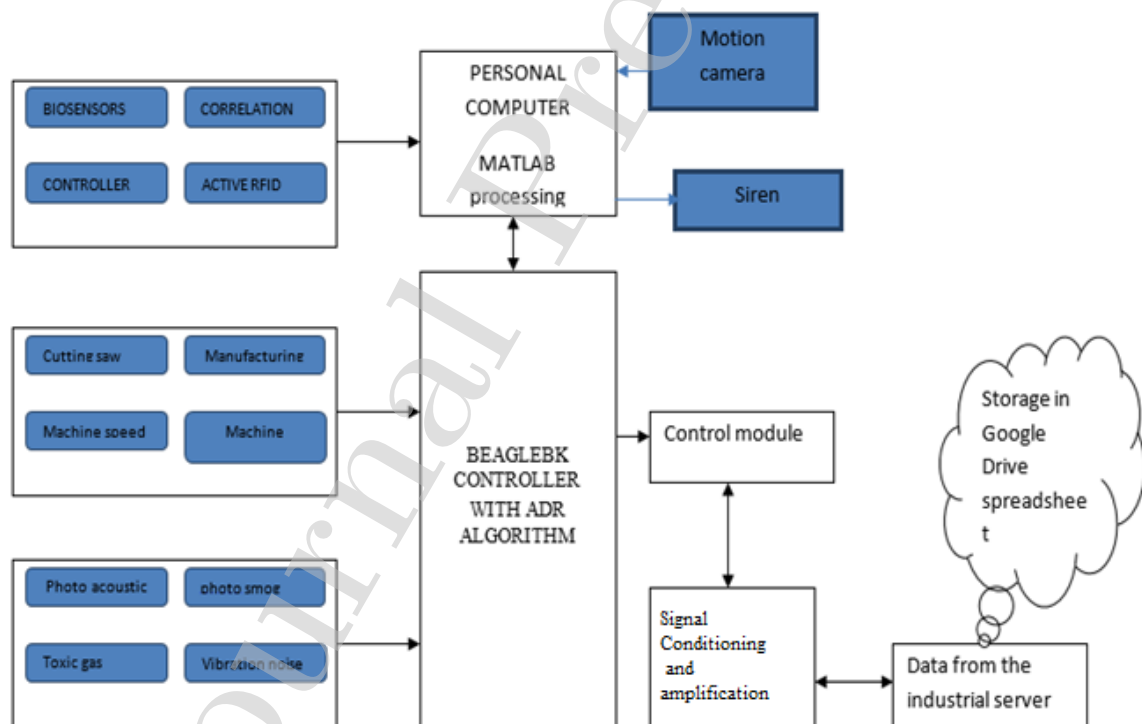 BIOSENSORS
CORRELATION
CONTROLLER
ACTIVE RFID
PERSONAL
COMPUTER
MATLAB
processing
Motion
camera
Siren
Cutting saw
Manufacturing
Machine speed
Machine
Photo acoustic
photo smog
Toxic gas
Vibration noise
BEAGLEBK
CONTROLLER
WITH ADR
ALGORITHM
Control module
Signal
Conditioning
and
amplification
Data from the
industrial server
Storage in
Google
Drive
spreadshee
t
ournal Pre